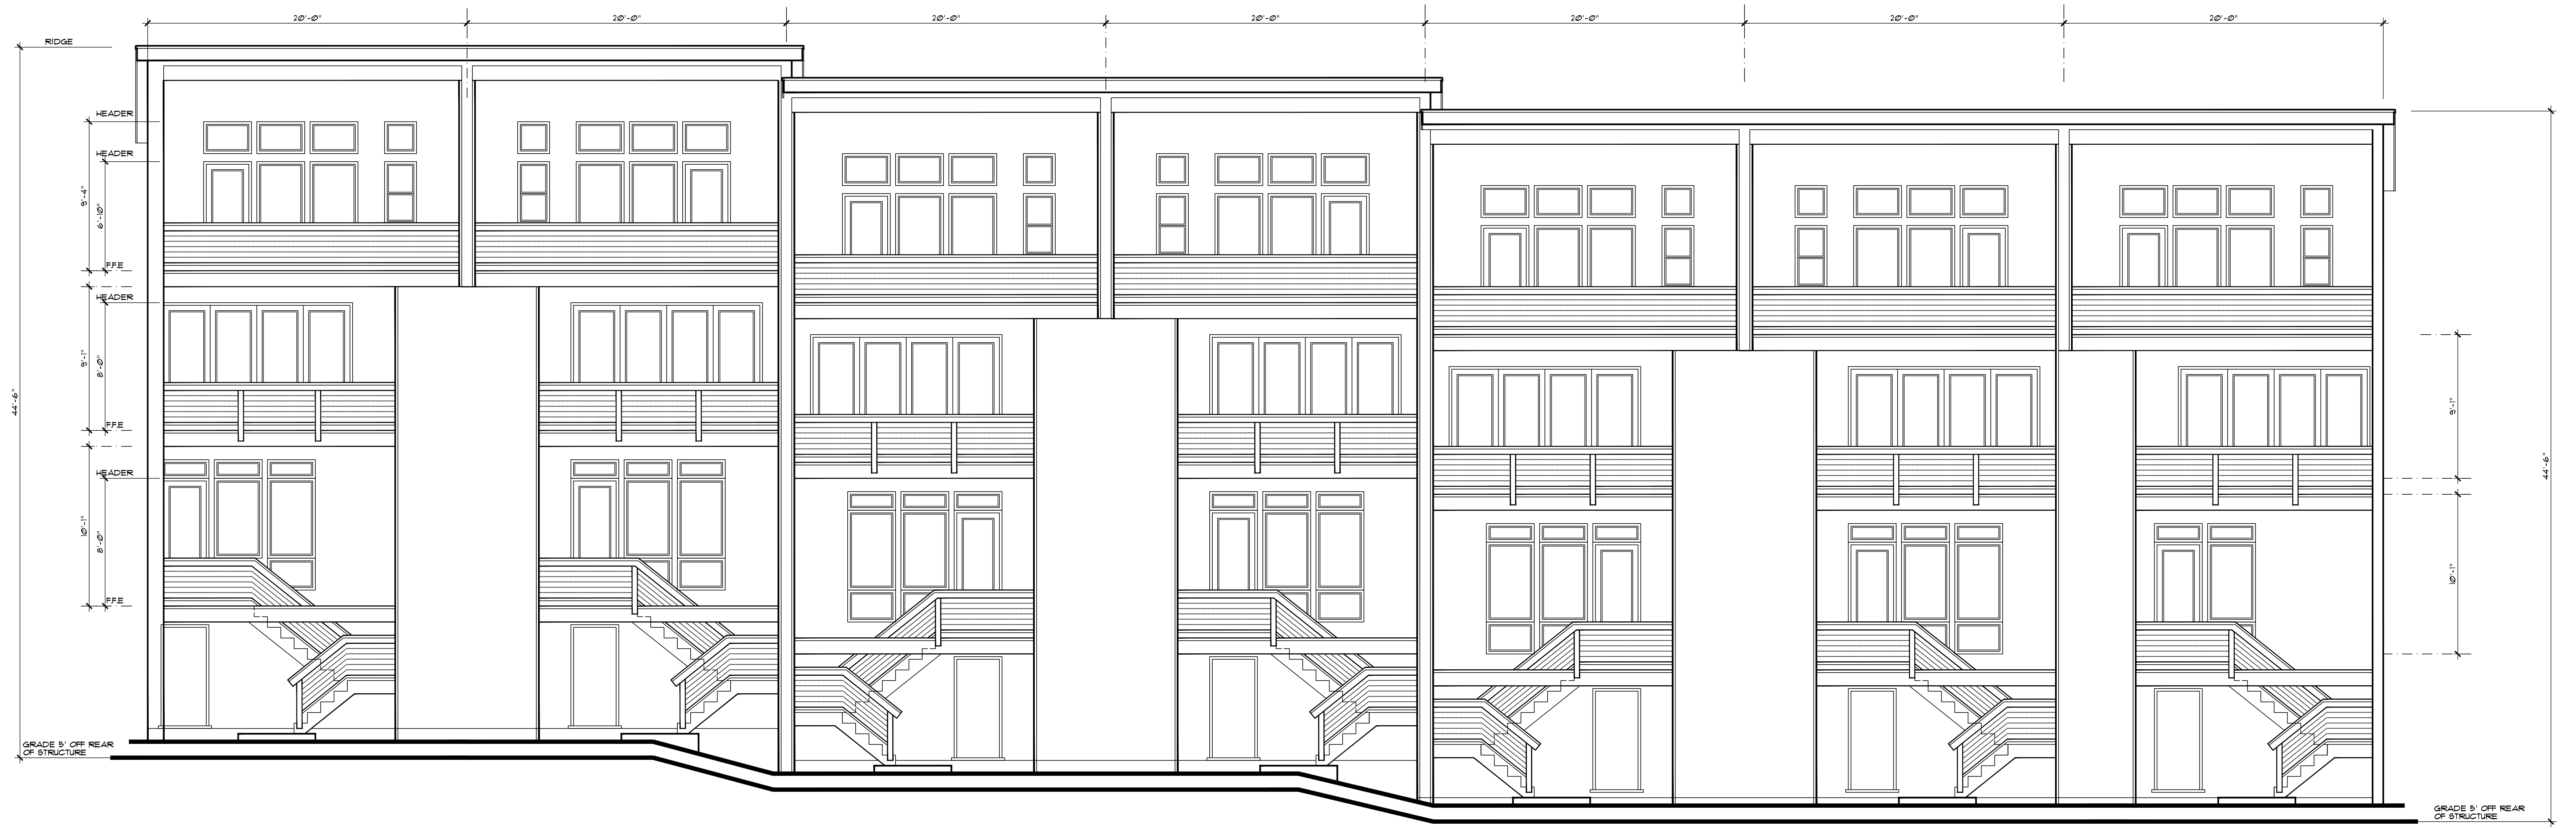 20'-0" 20'-0" 20'-0" 20'-0" 20'-0" 20'-0" 20'-0"
RIDGE
HEADER
HEADER
9'-4"
6'-10"
F.F.E
HEADER
9'-1"
8'-0"
44'-6"
F.F.E
HEADER
10'-1"
8'-0"
F.F.E
GRADE 5' OFF REAR
OF STRUCTURE
9'-1"
44'-6"
10'-1"
GRADE 5' OFF REAR
OF STRUCTURE